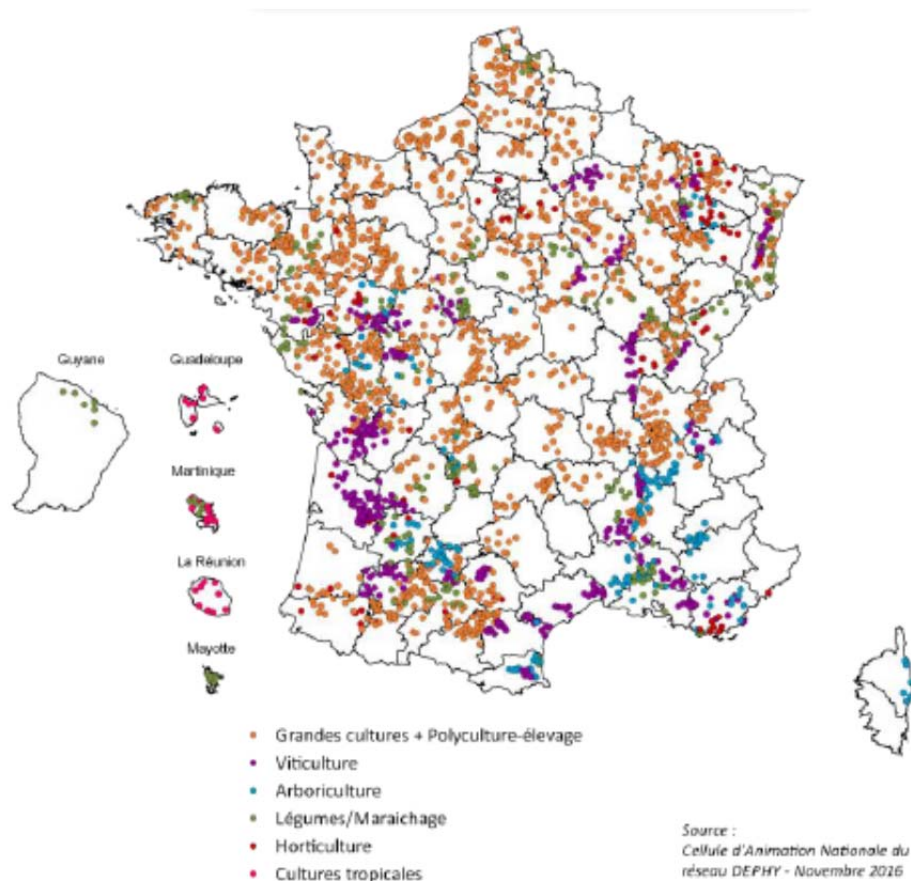 Guyane
Guadeloupe
Martinique
La Réunion
Mayotte
Grandes cultures + Polyculture-élevage
Viticulture
Arboriculture
Légumes/Maraichage
Horticulture
Cultures tropicales
Source :
Cellule d'Animation Nationale du
réseau DEPHY - Novembre 2016